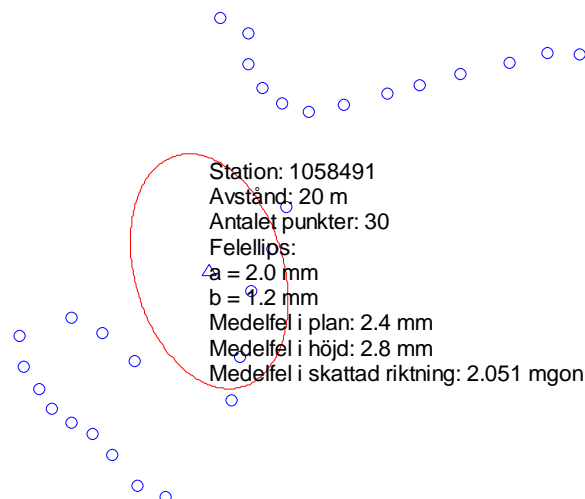 Station: 1058491
Avstånd: 20 m
Antalet punkter: 30
Felellips:
a = 2.0 mm
b = 1.2 mm
Medelfel i plan: 2.4 mm
Medelfel i höjd: 2.8 mm
Medelfel i skattad riktning: 2.051 mgon